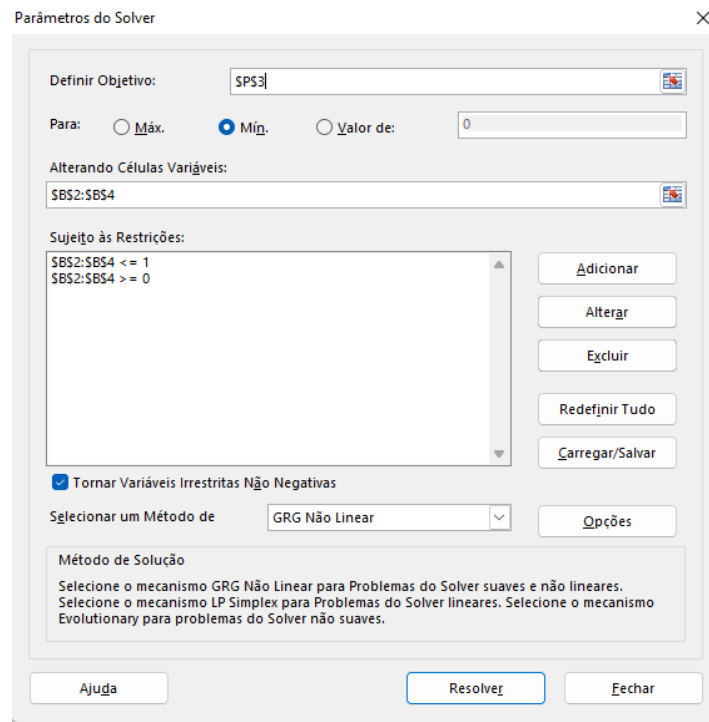 Parâmetros do Solver
Definir Objetivo:
$P$3
Para:
Máx.
Mín.
Valor de:
0
Alterando Células Variáveis:
$B$2:$B$4
Sujeito às Restrições:
$B$2:$B$4 <= 1
$B$2:$B$4 >= 0
Adicionar
Alterar
Excluir
Redefinir Tudo
Carregar/Salvar
Tornar Variáveis Irrestritas Não Negativas
Selecionar um Método de
GRG Não Linear
Opções
Método de Solução
Selecione o mecanismo GRG Não Linear para Problemas do Solver suaves e não lineares.
Selecione o mecanismo LP Simplex para Problemas do Solver lineares. Selecione o mecanismo
Evolutionary para problemas do Solver não suaves.
Ajuda
Resolver
Fechar